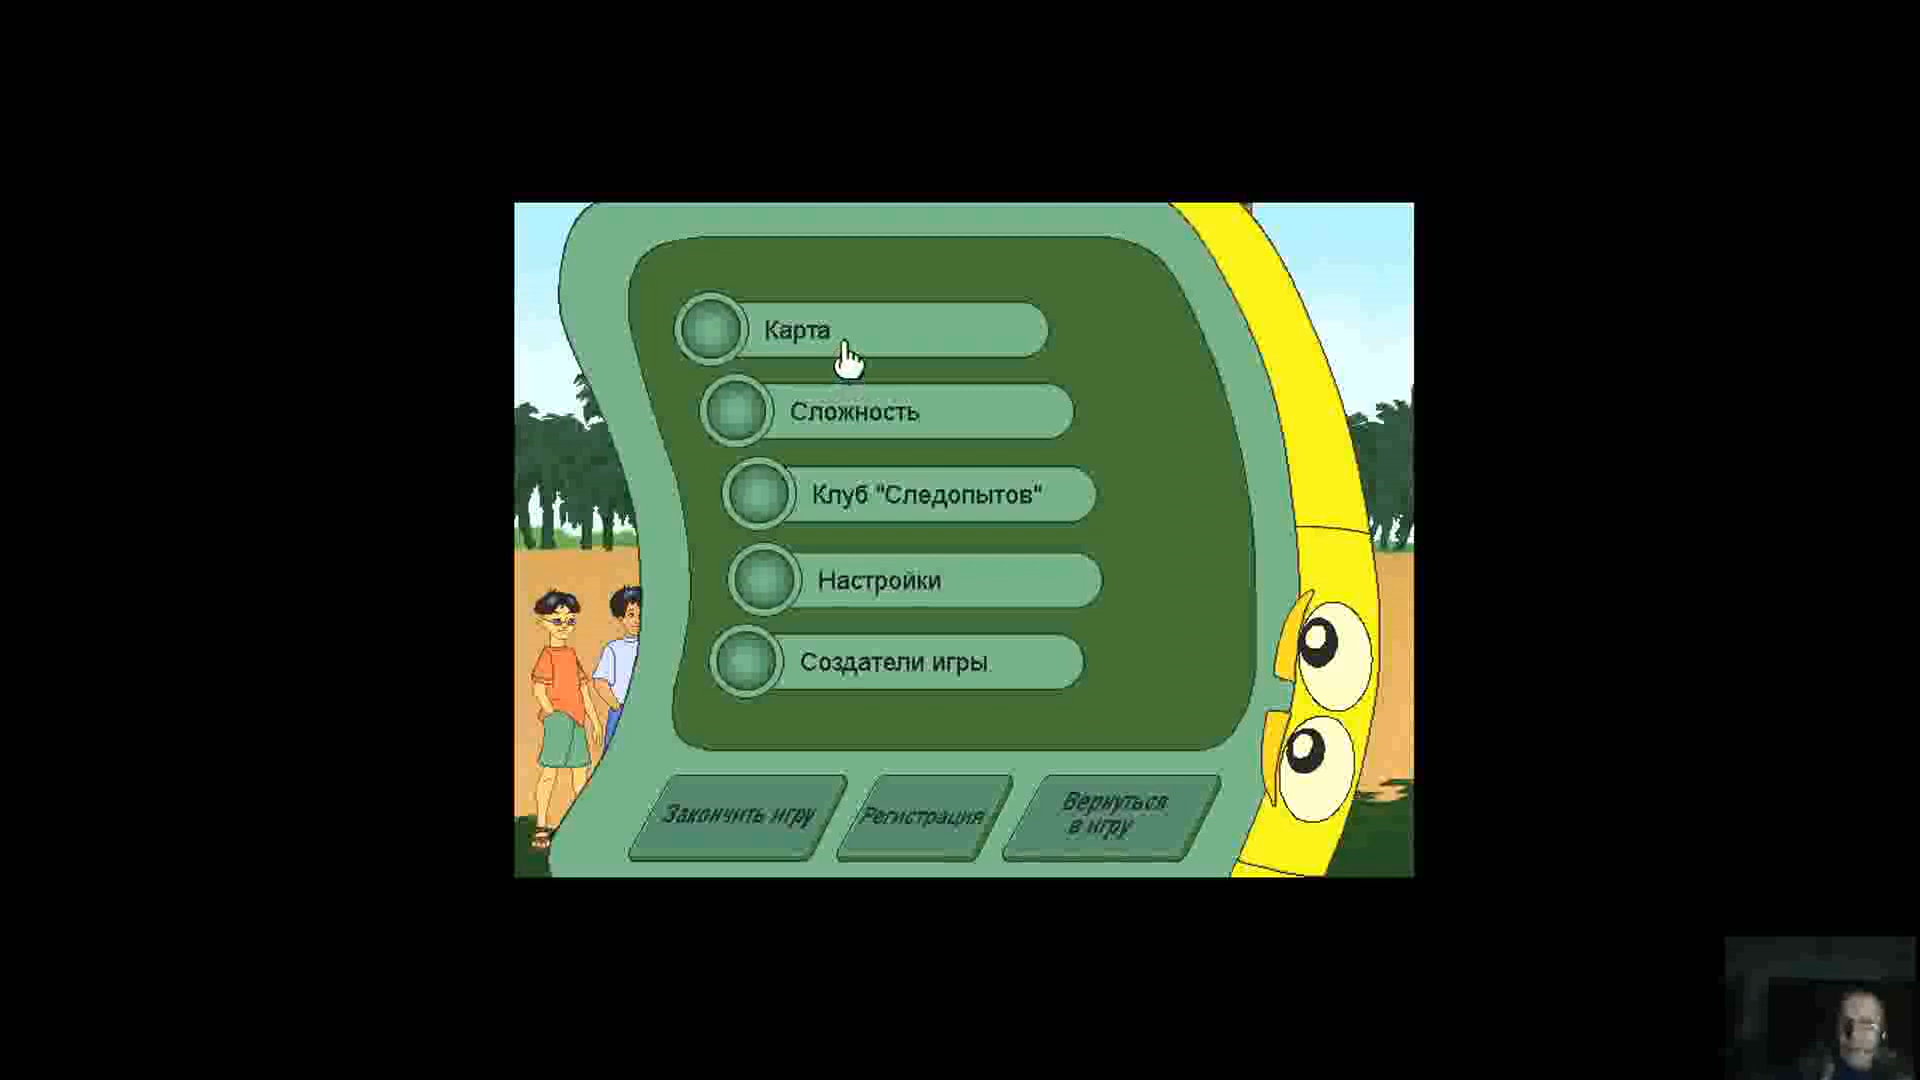 Карта
Сложность
Клуб "Следопытов"
Настройки
Создатели игры
Закончить игру
Регистрация
Вернуться
в игру